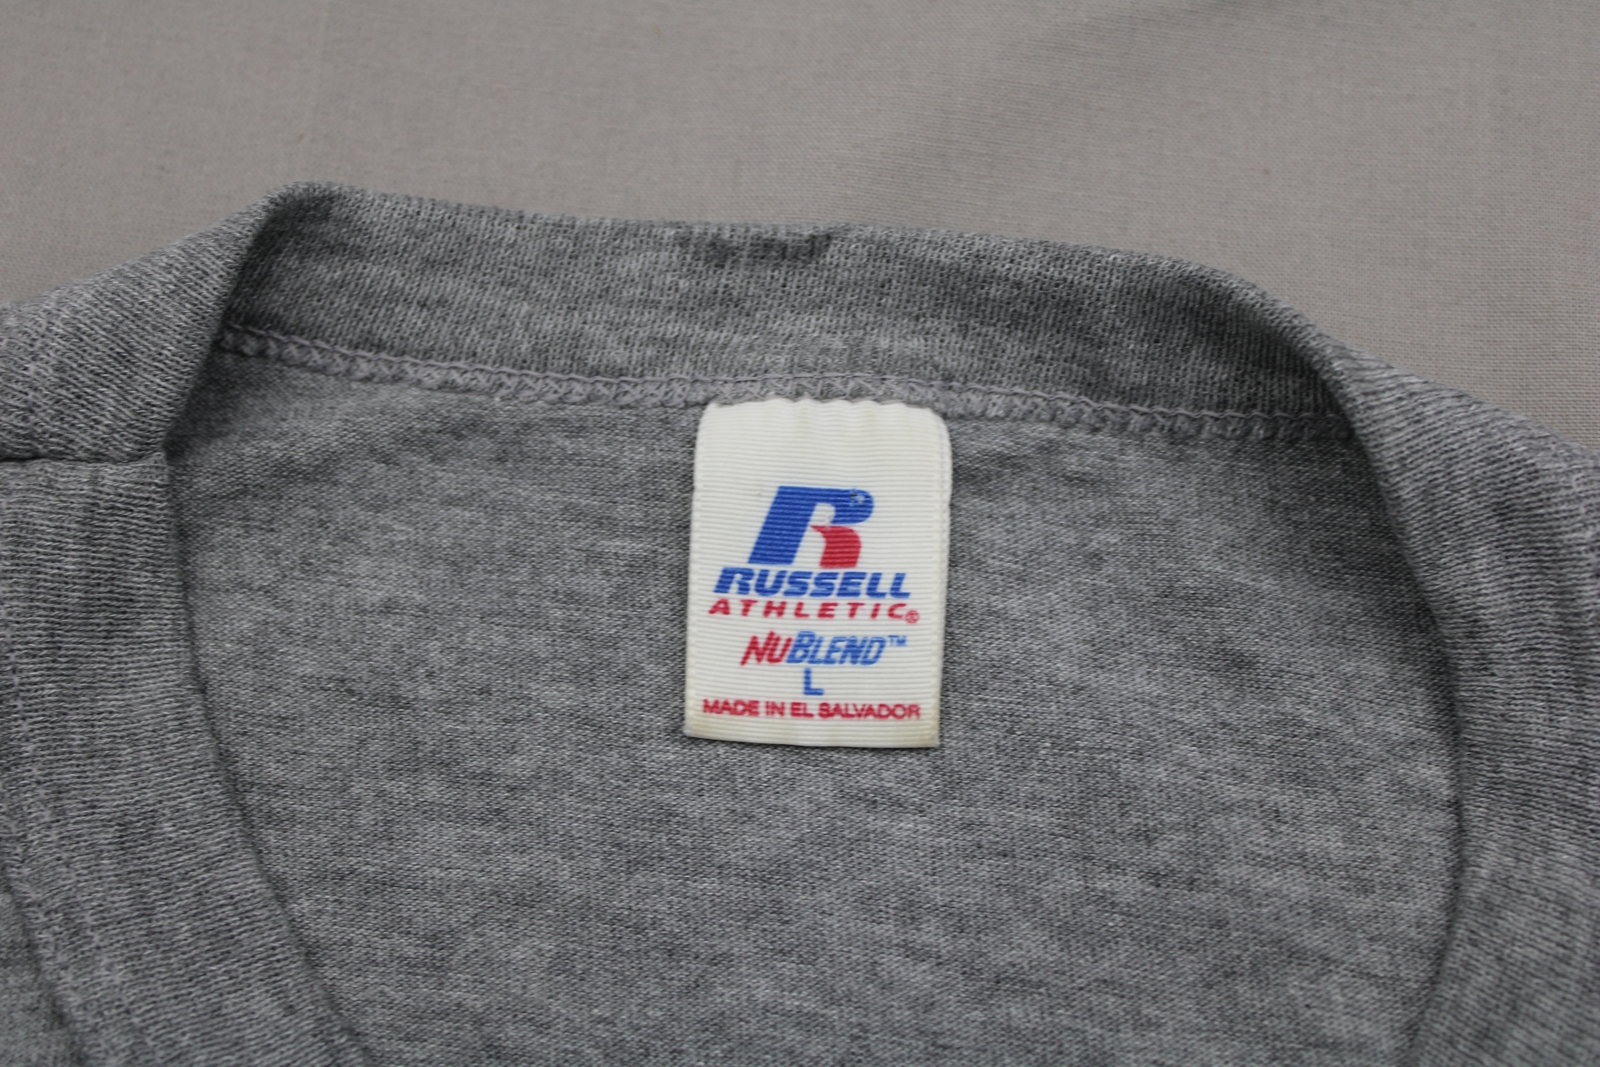 R
RUSSELL
ATHLETIC®
NUBLEND™
L
MADE IN EL SALVADOR